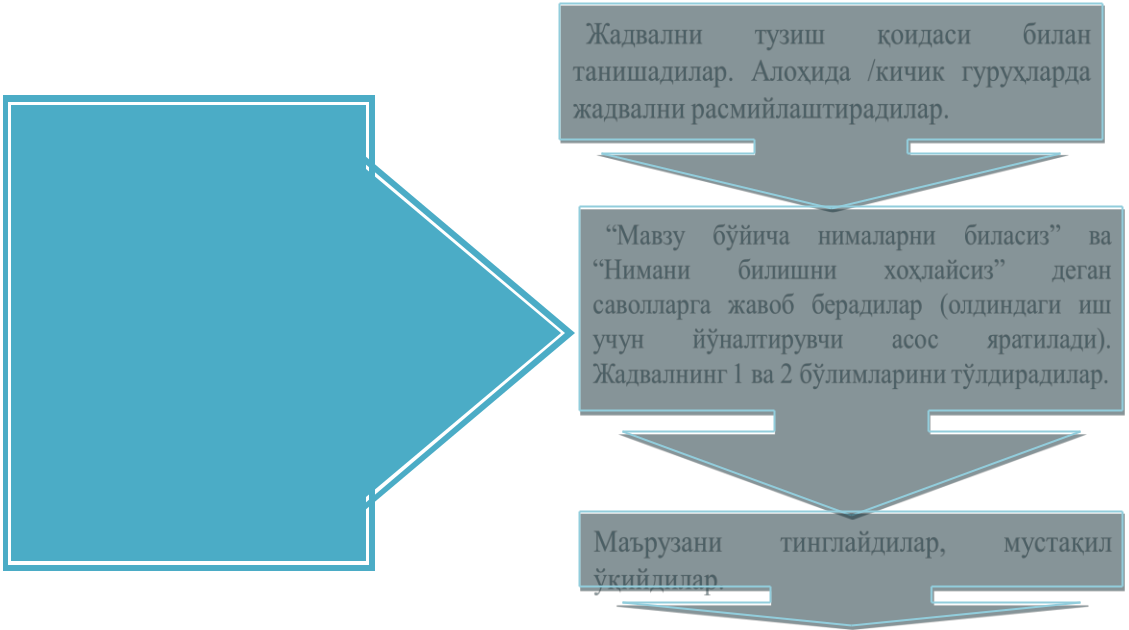 Жадвални тузиш қоидаси билан
танишадилар. Алоҳида /кичик гуруҳларда
жадвални расмийлаштирадилар.
“Мавзу бўйича нималарни биласиз” ва
“Нимани билишни хоҳлайсиз” деган
саволларга жавоб берадилар (олдиндаги иш
учун йўналтирувчи асос яратилади).
Жадвалнинг 1 ва 2 бўлимларини тўлдирадилар.
Маърузани тинглайдилар, мустақил
ўқийдилар.